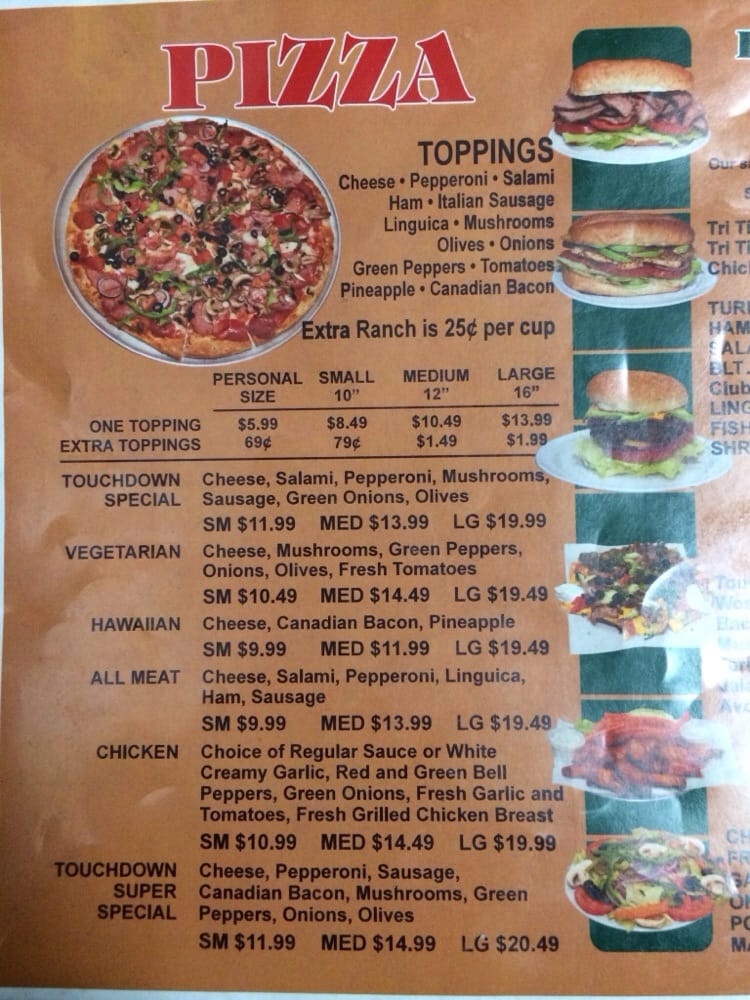 PIZZA
TOPPINGS
Cheese • Pepperoni • Salami
Ham • Italian Sausage
Linguica • Mushrooms
Olives • Onions
Green Peppers • Tomatoes
Pineapple • Canadian Bacon
Extra Ranch is 25¢ per cup
PERSONAL SIZE SMALL 10" MEDIUM 12" LARGE 16"
ONE TOPPING $5.99 $8.49 $10.49 $13.99
EXTRA TOPPINGS 69¢ 79¢ $1.49 $1.99
TOUCHDOWN SPECIAL
Cheese, Salami, Pepperoni, Mushrooms,
Sausage, Green Onions, Olives
SM $11.99 MED $13.99 LG $19.99
VEGETARIAN
Cheese, Mushrooms, Green Peppers,
Onions, Olives, Fresh Tomatoes
SM $10.49 MED $14.49 LG $19.49
HAWAIIAN
Cheese, Canadian Bacon, Pineapple
SM $9.99 MED $11.99 LG $19.49
ALL MEAT
Cheese, Salami, Pepperoni, Linguica,
Ham, Sausage
SM $9.99 MED $13.99 LG $19.49
CHICKEN
Choice of Regular Sauce or White
Creamy Garlic, Red and Green Bell
Peppers, Green Onions, Fresh Garlic and
Tomatoes, Fresh Grilled Chicken Breast
SM $10.99 MED $14.49 LG $19.99
TOUCHDOWN SUPER SPECIAL
Cheese, Pepperoni, Sausage,
Canadian Bacon, Mushrooms, Green
Peppers, Onions, Olives
SM $11.99 MED $14.99 LG $20.49
Our
Tri
Tri
HAM
BLT
Club